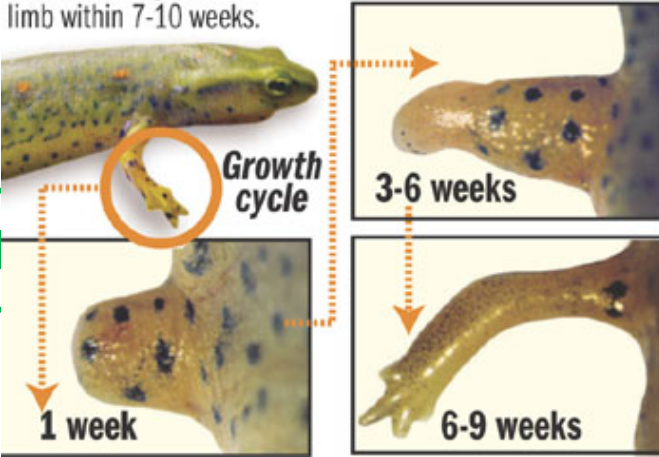 limb within 7-10 weeks.
Growth
cycle
1 week
3-6 weeks
6-9 weeks